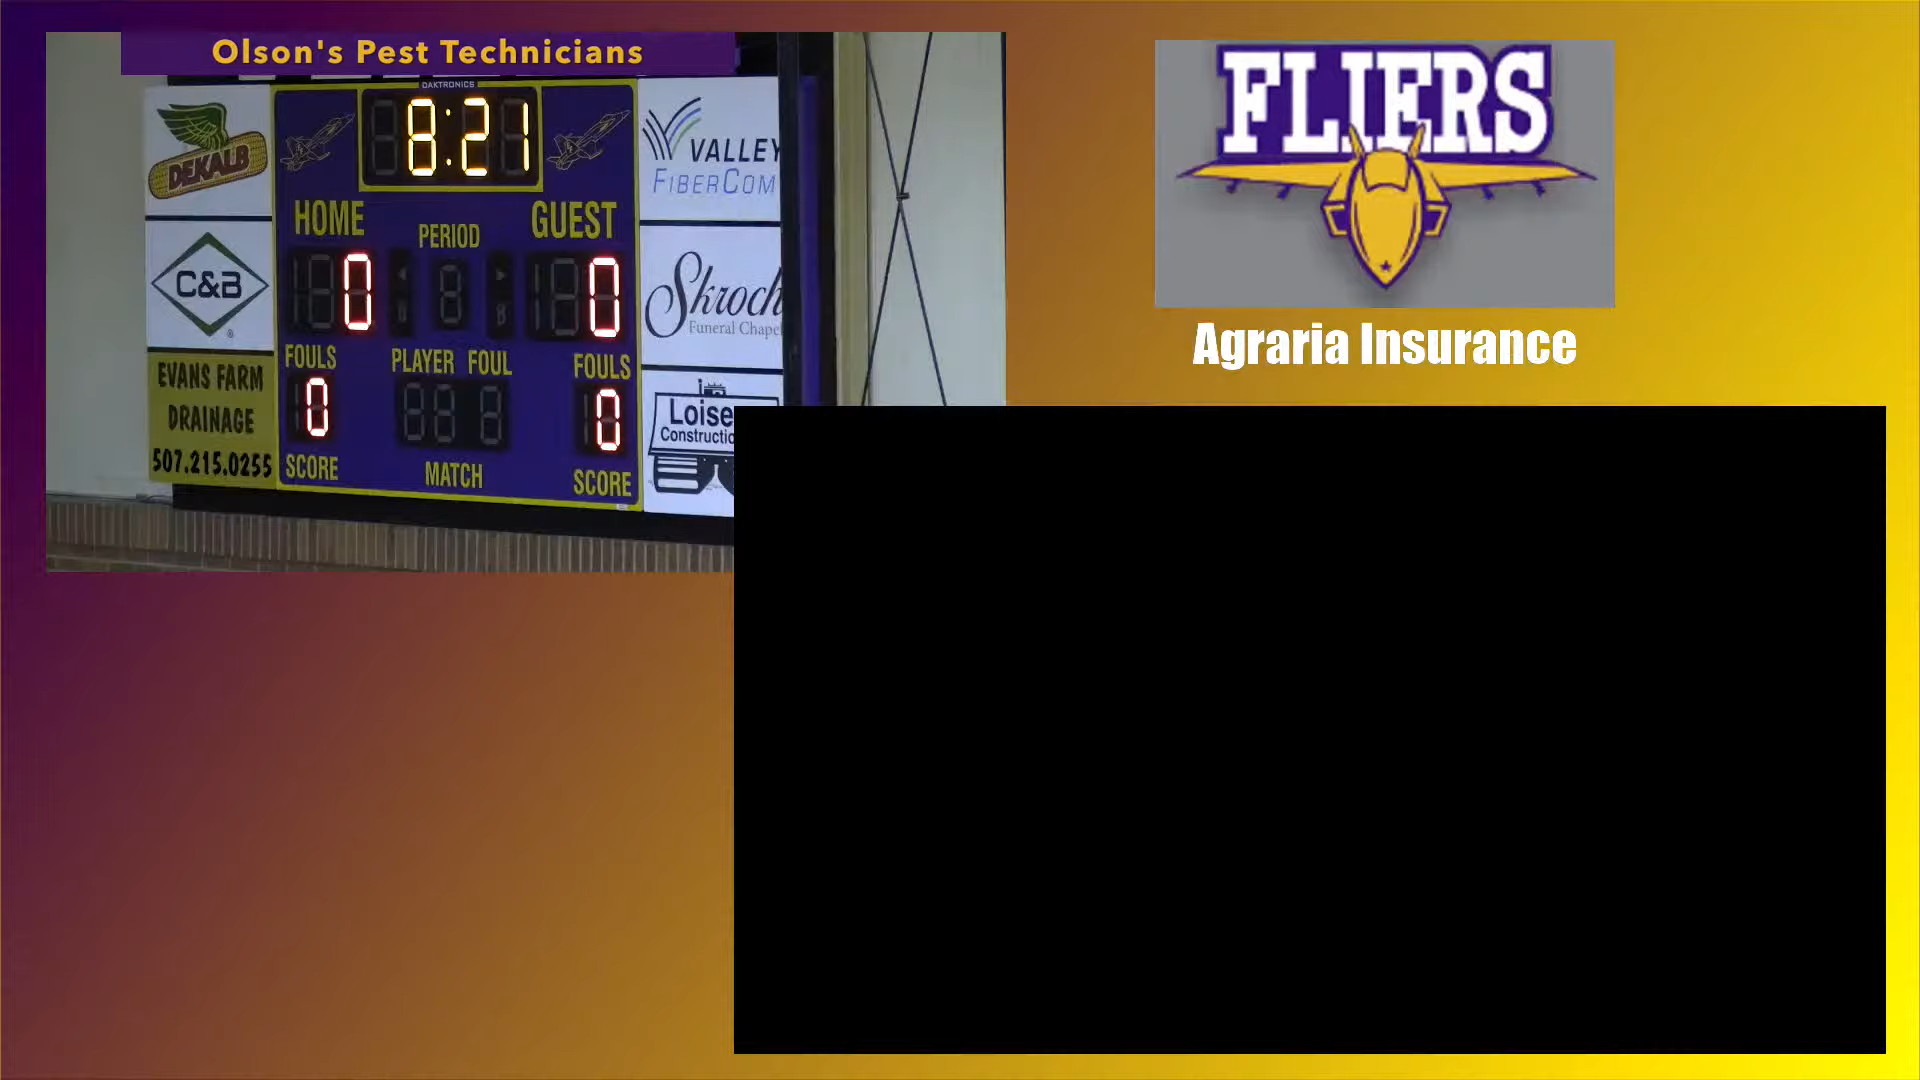 Olson's Pest Technicians
DAKTRONICS
DEKALB
8:21
VALLEY
FIBERCOM
HOME
PERIOD
GUEST
C&B
0
0
Skroch
Funeral Chape
FOULS
PLAYER FOUL
FOULS
EVANS FARM
DRAINAGE
507.215.0255
0
0
Loise
Constructio
SCORE
MATCH
SCORE
FLIERS
Agraria Insurance